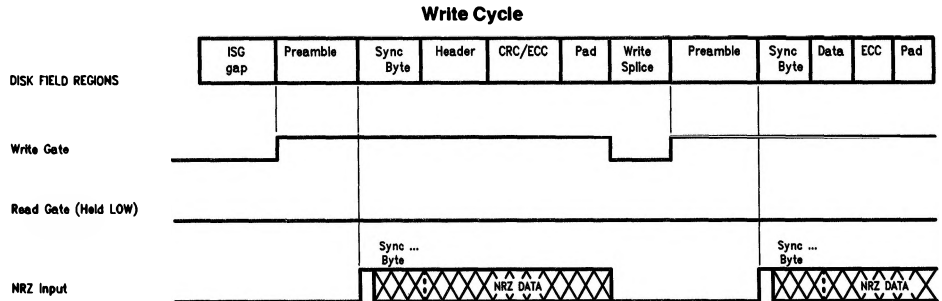 Write Cycle
ISG Preamble Sync Header CRC/ECC Pad Write Preamble Sync Data ECC Pad
gap Byte Splice Byte
DISK FIELD REGIONS
Write Gate
Read Gate (Held LOW)
Sync ... Sync ...
Byte Byte
NRZ Input NRZ DATA NRZ DATA